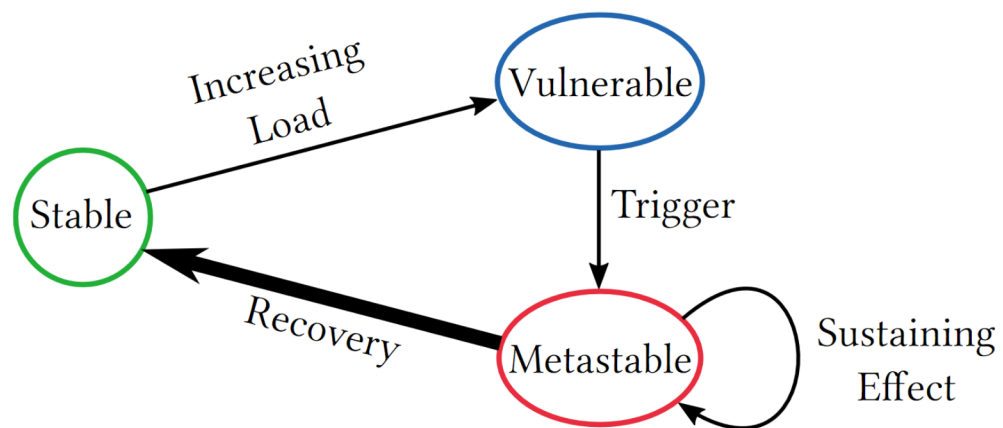 Increasing
Load
Vulnerable
Stable
Trigger
Recovery
Metastable
Sustaining
Effect